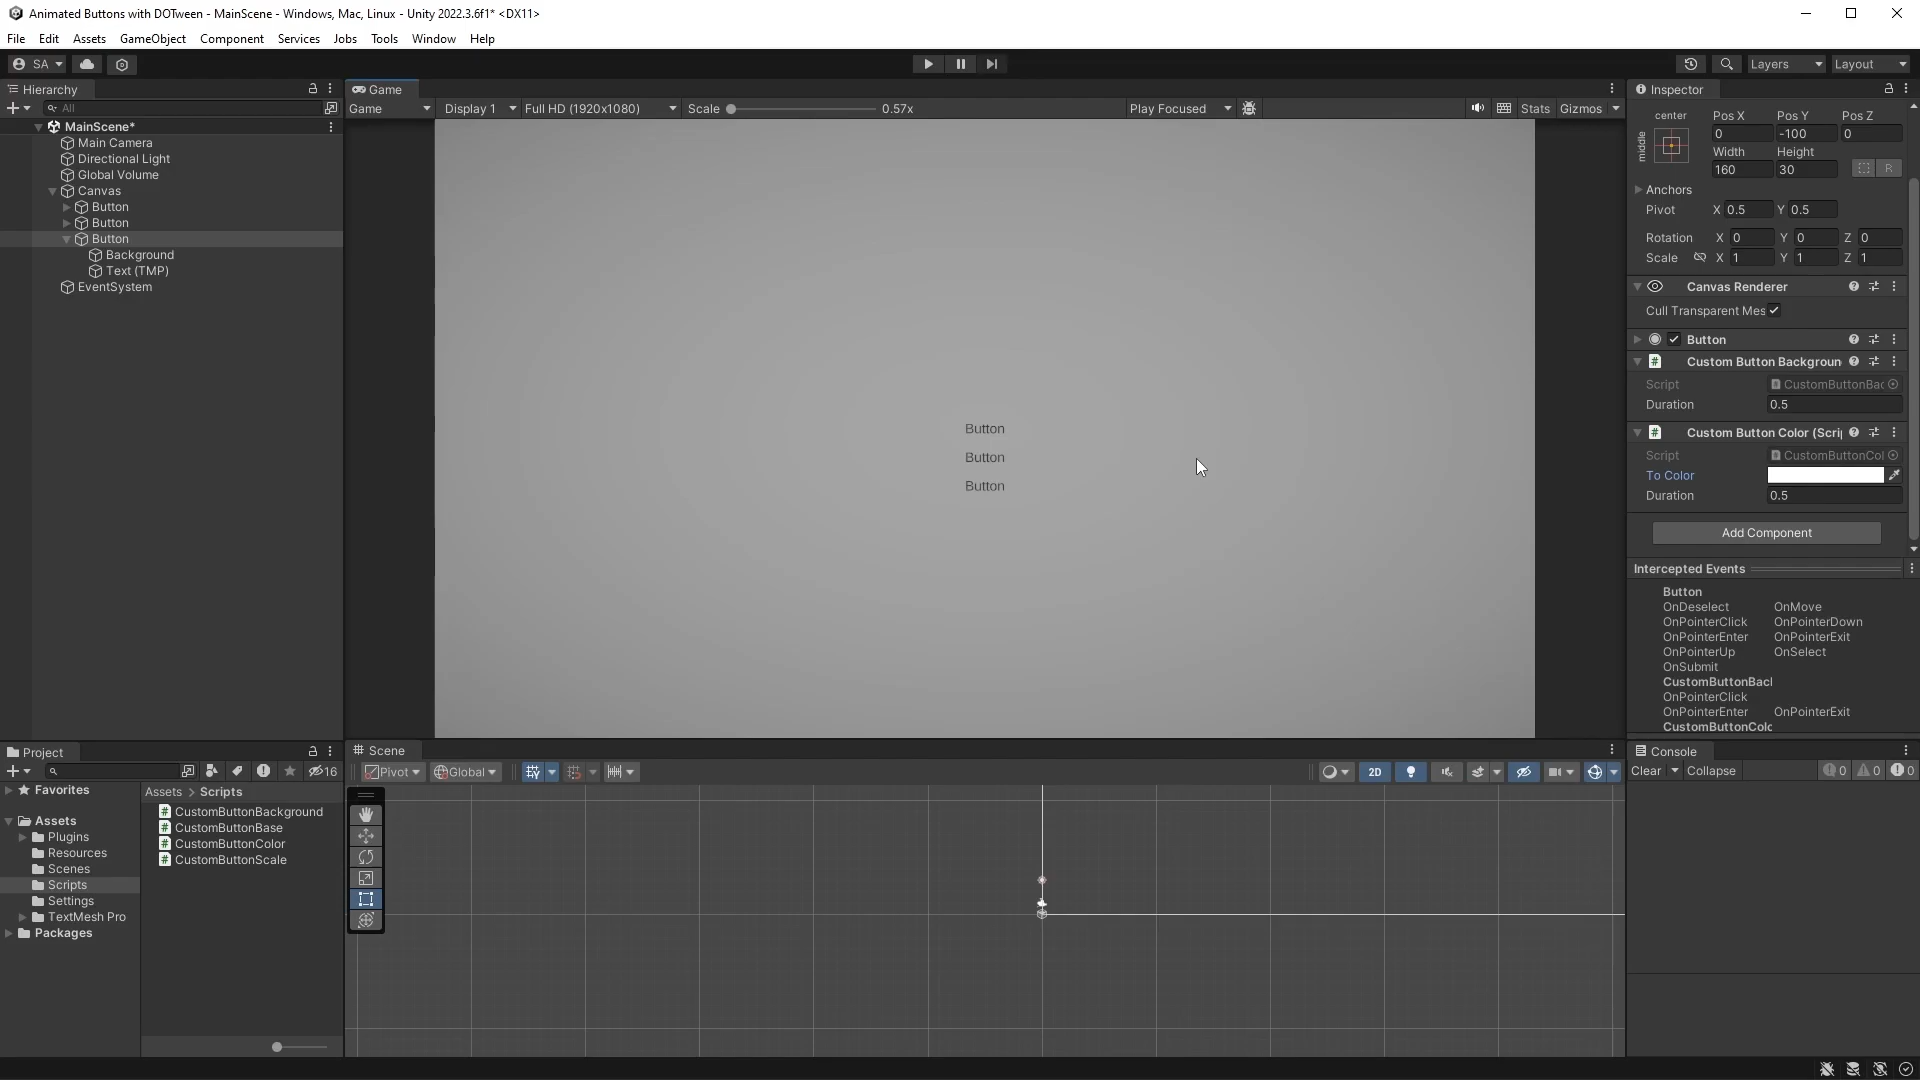 Animated Buttons with DOTween - MainScene - Windows, Mac, Linux - Unity 2022.3.6f1* <DX11>
File Edit Assets GameObject Component Services Jobs Tools Window Help
SA Layers Layout
Hierarchy
All
MainScene*
Main Camera
Directional Light
Global Volume
Canvas
Button
Button
Button
Background
Text (TMP)
EventSystem
Game
Game Display 1 Full HD (1920x1080) Scale 0.57x Play Focused Stats Gizmos
Button
Button
Button
Inspector
center Pos X Pos Y Pos Z
middle
0 -100 0
Width Height
160 30 R
Anchors
Pivot X 0.5 Y 0.5
Rotation X 0 Y 0 Z 0
Scale X 1 Y 1 Z 1
Canvas Renderer
Cull Transparent Mes
Button
# Custom Button Backgroun
Script # CustomButtonBac
Duration 0.5
# Custom Button Color (Scri
Script # CustomButtonCol
To Color
Duration 0.5
Add Component
Intercepted Events
Button
OnDeselect OnMove
OnPointerClick OnPointerDown
OnPointerEnter OnPointerExit
OnPointerUp OnSelect
OnSubmit
CustomButtonBacl
OnPointerClick
OnPointerEnter OnPointerExit
CustomButtonColo
Project
16
Favorites
Assets
Plugins
Resources
Scenes
Scripts
Settings
TextMesh Pro
Packages
Assets > Scripts
# CustomButtonBackground
# CustomButtonBase
# CustomButtonColor
# CustomButtonScale
Scene
Pivot Global 2D
Console
Clear Collapse 0 0 0